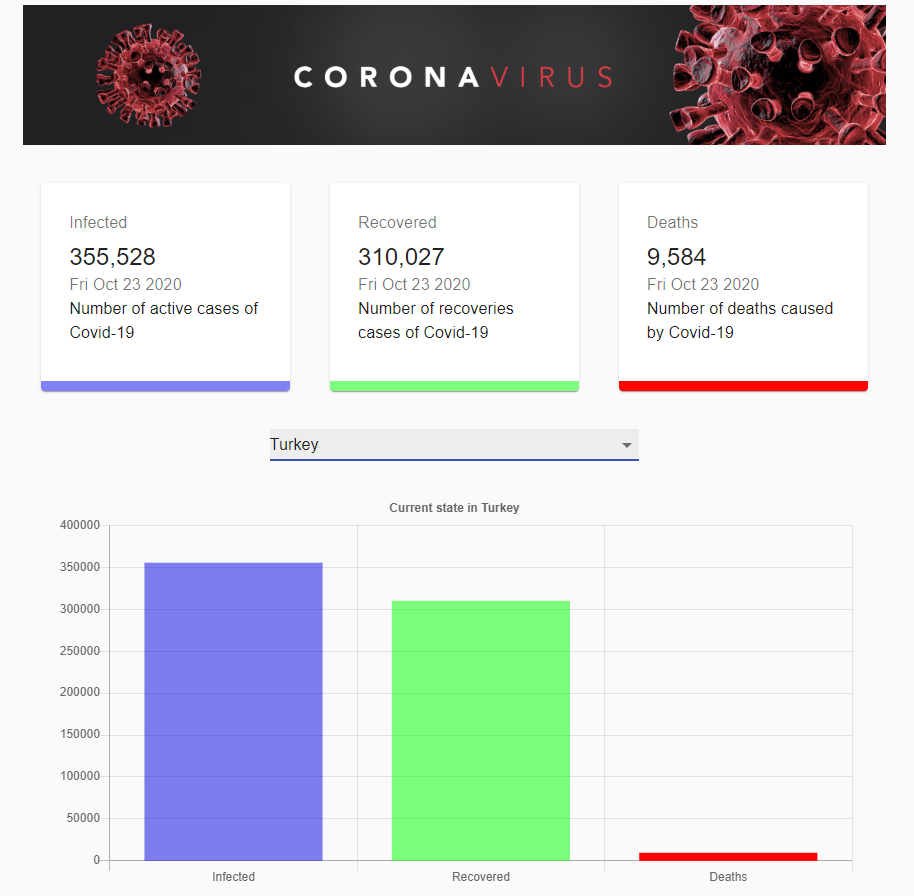 CORONAVIRUS
Infected
355,528
Fri Oct 23 2020
Number of active cases of
Covid-19
Recovered
310,027
Fri Oct 23 2020
Number of recoveries
cases of Covid-19
Deaths
9,584
Fri Oct 23 2020
Number of deaths caused
by Covid-19
Turkey
Current state in Turkey
400000
350000
300000
250000
200000
150000
100000
50000
0
Infected Recovered Deaths